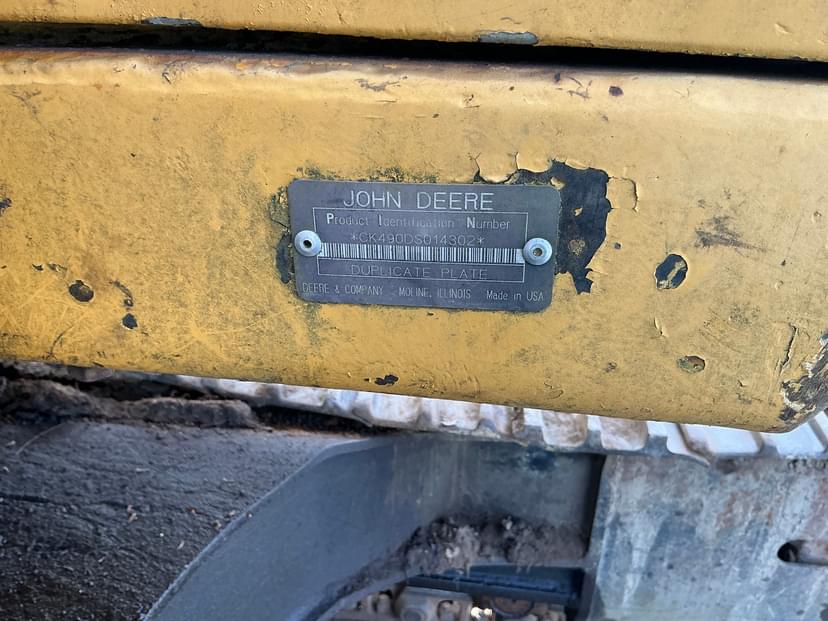 JOHN DEERE
Product Identification Number
*CK490DS014302*
DUPLICATE PLATE
DEERE & COMPANY MOLINE, ILLINOIS Made in USA